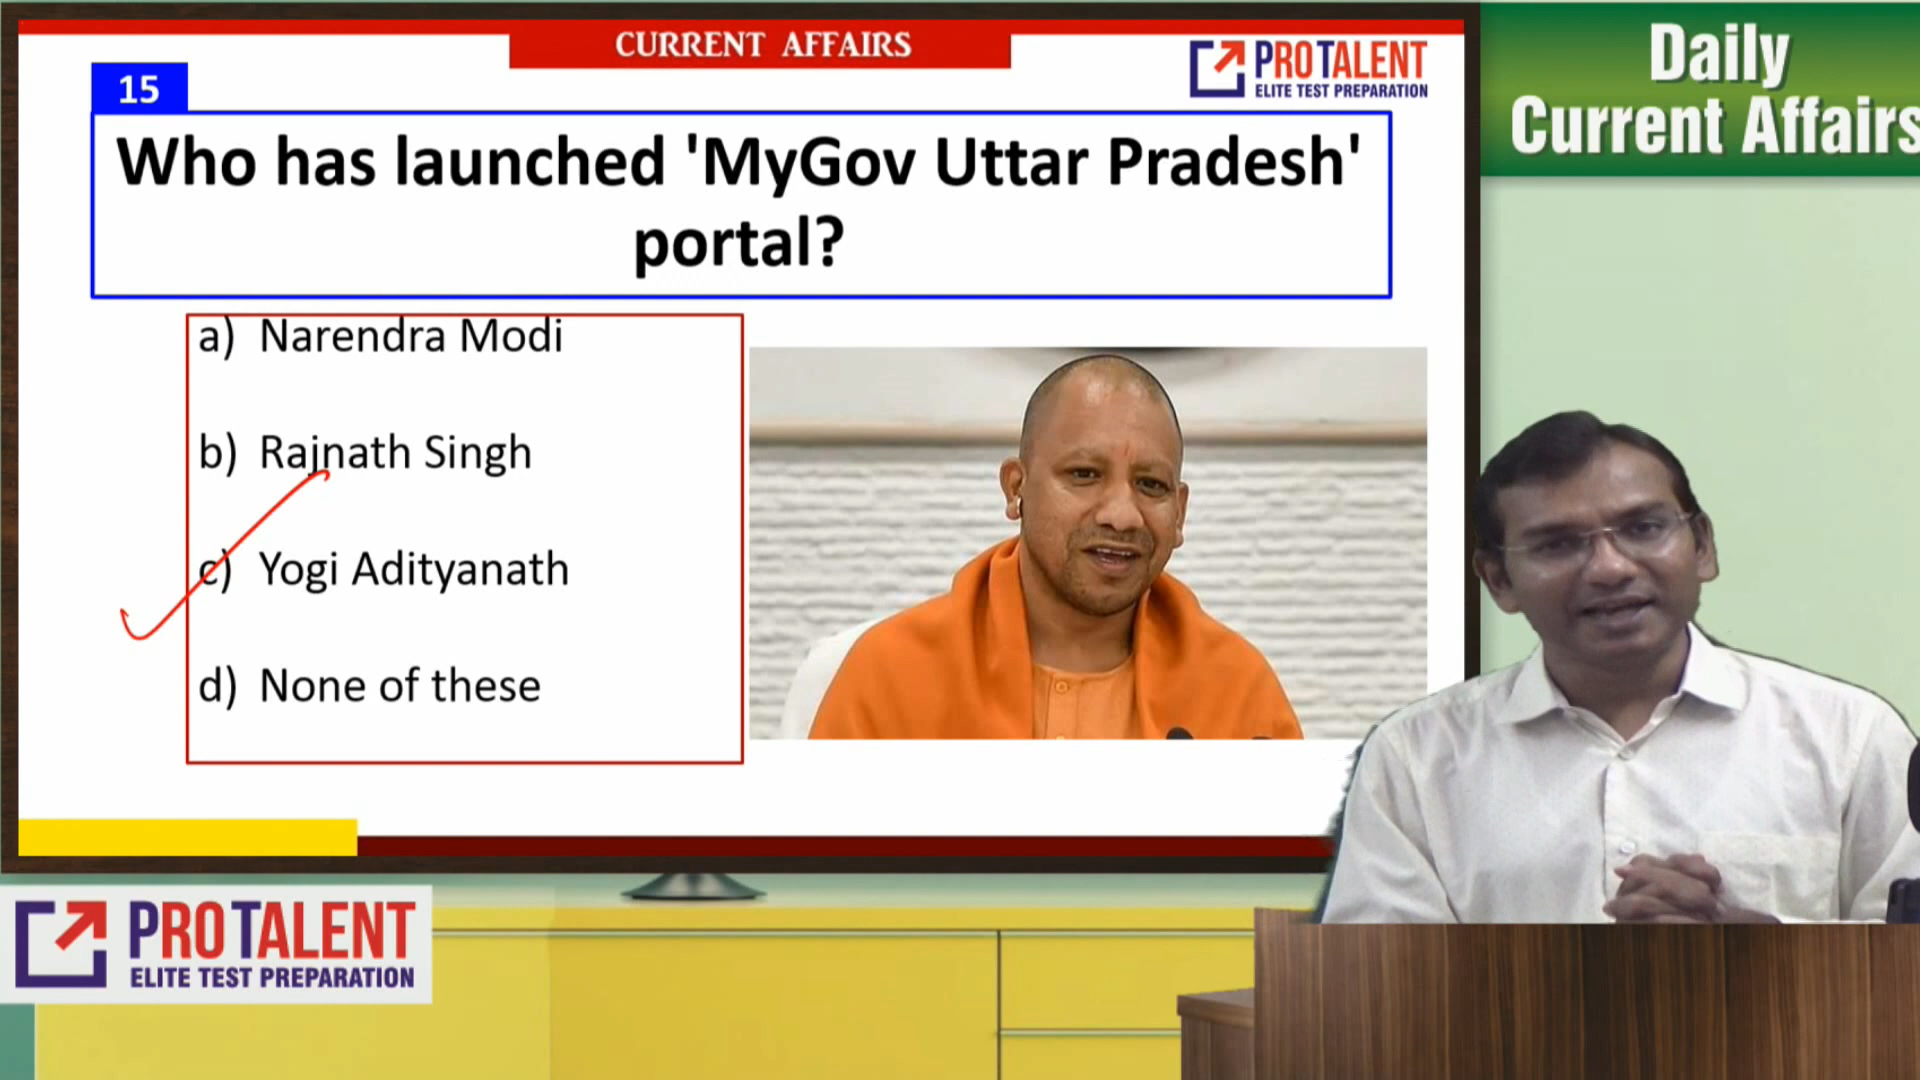 CURRENT AFFAIRS
PROTALENT
ELITE TEST PREPARATION
Daily
Current Affairs
15
Who has launched 'MyGov Uttar Pradesh'
portal?
a) Narendra Modi
b) Rajnath Singh
c) Yogi Adityanath
d) None of these
PROTALENT
ELITE TEST PREPARATION